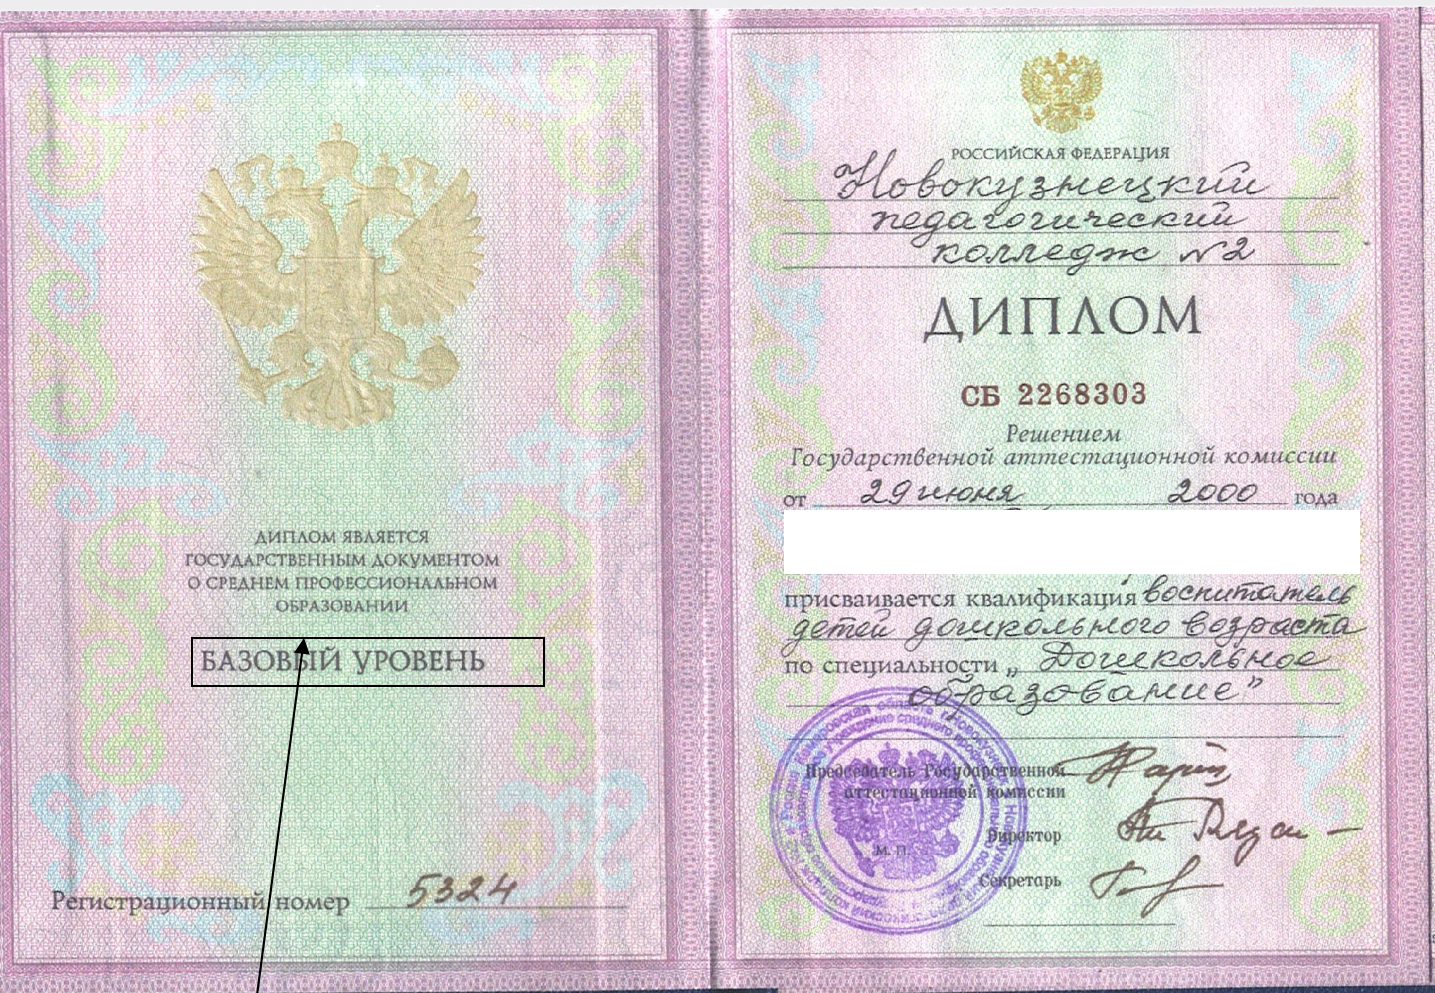 ДИПЛОМ ЯВЛЯЕТСЯ
ГОСУДАРСТВЕННЫМ ДОКУМЕНТОМ
О СРЕДНЕМ ПРОФЕССИОНАЛЬНОМ
ОБРАЗОВАНИИ
БАЗОВЫЙ УРОВЕНЬ
Регистрационный номер 5324
РОССИЙСКАЯ ФЕДЕРАЦИЯ
Новокузнецкий
педагогический
колледж №2
ДИПЛОМ
СБ 2268303
Решением
Государственной аттестационной комиссии
от 29 июня 2000 года
присваивается квалификация воспитатель
детей дошкольного возраста
по специальности „Дошкольное
образование”
Председатель Государственной
аттестационной комиссии
Директор
М. П.
Секретарь